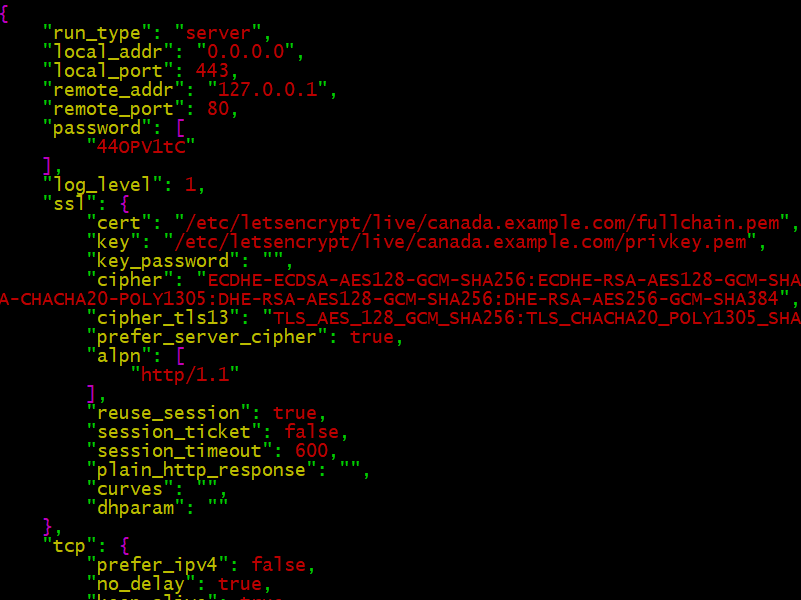 {
"run_type": "server",
"local_addr": "0.0.0.0",
"local_port": 443,
"remote_addr": "127.0.0.1",
"remote_port": 80,
"password": [
"44OPV1tC"
],
"log_level": 1,
"ssl": {
"cert": "/etc/letsencrypt/live/canada.example.com/fullchain.pem",
"key": "/etc/letsencrypt/live/canada.example.com/privkey.pem",
"key_password": "",
"cipher": "ECDHE-ECDSA-AES128-GCM-SHA256:ECDHE-RSA-AES128-GCM-SHA
A-CHACHA20-POLY1305:DHE-RSA-AES128-GCM-SHA256:DHE-RSA-AES256-GCM-SHA384",
"cipher_tls13": "TLS_AES_128_GCM_SHA256:TLS_CHACHA20_POLY1305_SHA
"prefer_server_cipher": true,
"alpn": [
"http/1.1"
],
"reuse_session": true,
"session_ticket": false,
"session_timeout": 600,
"plain_http_response": "",
"curves": "",
"dhparam": ""
},
"tcp": {
"prefer_ipv4": false,
"no_delay": true,